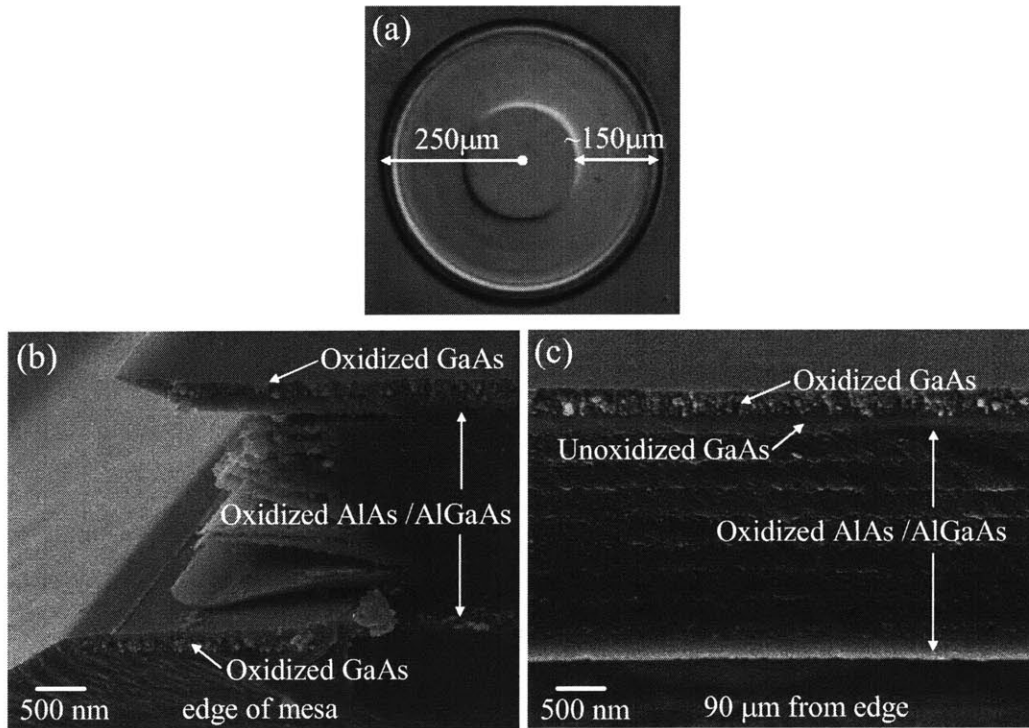 (a)
250μm
~150μm
(b)
Oxidized GaAs
Oxidized AlAs /AlGaAs
Oxidized GaAs
500 nm
edge of mesa
(c)
Oxidized GaAs
Unoxidized GaAs
Oxidized AlAs /AlGaAs
500 nm
90 μm from edge